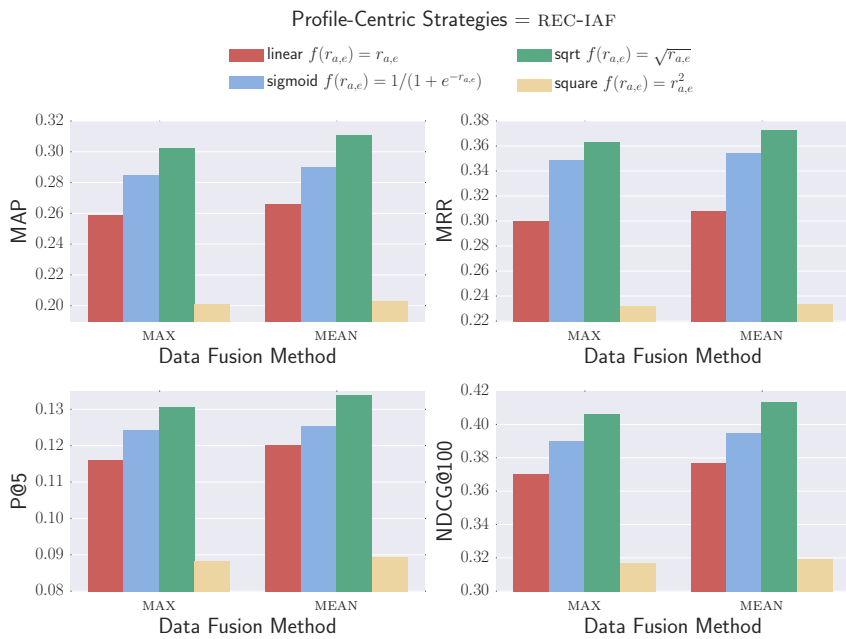 Profile-Centric Strategies = REC-IAF
linear f(r_{a,e}) = r_{a,e}
sqrt f(r_{a,e}) = √r_{a,e}
sigmoid f(r_{a,e}) = 1/(1 + e^{-r_{a,e}})
square f(r_{a,e}) = r²_{a,e}
MAP
0.32
0.30
0.28
0.26
0.24
0.22
0.20
MAX
MEAN
Data Fusion Method
MRR
0.38
0.36
0.34
0.32
0.30
0.28
0.26
0.24
0.22
MAX
MEAN
Data Fusion Method
P@5
0.13
0.12
0.11
0.10
0.09
0.08
MAX
MEAN
Data Fusion Method
NDCG@100
0.42
0.40
0.38
0.36
0.34
0.32
0.30
MAX
MEAN
Data Fusion Method